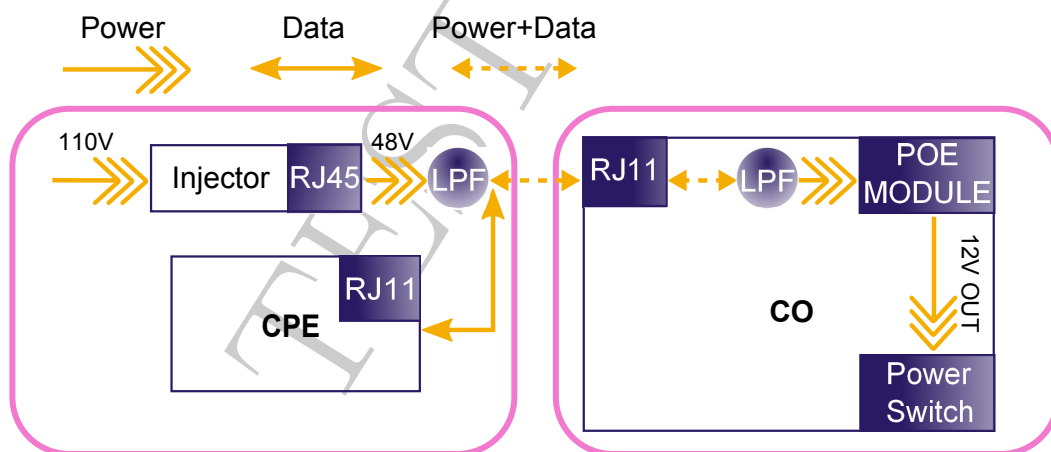 Power
Data
Power+Data
110V
Injector
RJ45
48V
LPF
RJ11
CPE
RJ11
LPF
POE
MODULE
12V OUT
CO
Power
Switch
TEST